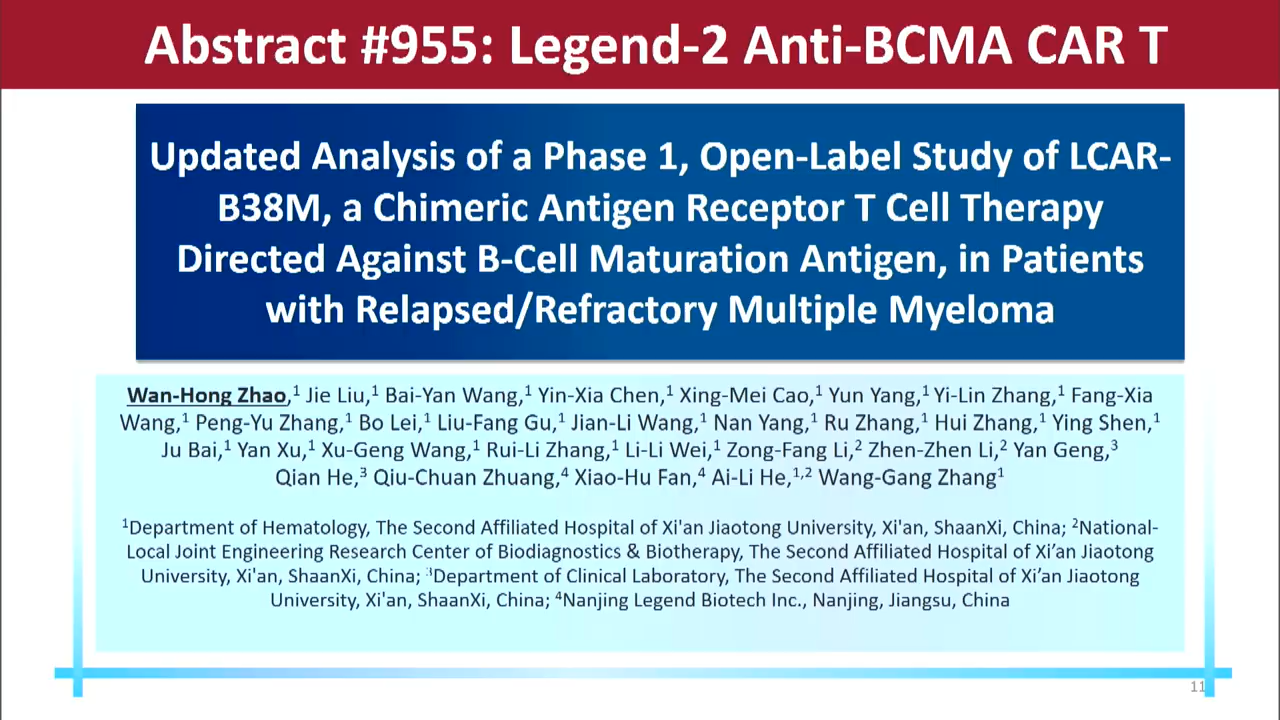 Abstract #955: Legend-2 Anti-BCMA CAR T
Updated Analysis of a Phase 1, Open-Label Study of LCAR-
B38M, a Chimeric Antigen Receptor T Cell Therapy
Directed Against B-Cell Maturation Antigen, in Patients
with Relapsed/Refractory Multiple Myeloma
Wan-Hong Zhao,¹ Jie Liu,¹ Bai-Yan Wang,¹ Yin-Xia Chen,¹ Xing-Mei Cao,¹ Yun Yang,¹ Yi-Lin Zhang,¹ Fang-Xia
Wang,¹ Peng-Yu Zhang,¹ Bo Lei,¹ Liu-Fang Gu,¹ Jian-Li Wang,¹ Nan Yang,¹ Ru Zhang,¹ Hui Zhang,¹ Ying Shen,¹
Ju Bai,¹ Yan Xu,¹ Xu-Geng Wang,¹ Rui-Li Zhang,¹ Li-Li Wei,¹ Zong-Fang Li,² Zhen-Zhen Li,² Yan Geng,³
Qian He,³ Qiu-Chuan Zhuang,⁴ Xiao-Hu Fan,⁴ Ai-Li He,¹,² Wang-Gang Zhang¹
¹Department of Hematology, The Second Affiliated Hospital of Xi'an Jiaotong University, Xi'an, ShaanXi, China; ²National-
Local Joint Engineering Research Center of Biodiagnostics & Biotherapy, The Second Affiliated Hospital of Xi’an Jiaotong
University, Xi'an, ShaanXi, China; ³Department of Clinical Laboratory, The Second Affiliated Hospital of Xi’an Jiaotong
University, Xi'an, ShaanXi, China; ⁴Nanjing Legend Biotech Inc., Nanjing, Jiangsu, China
11